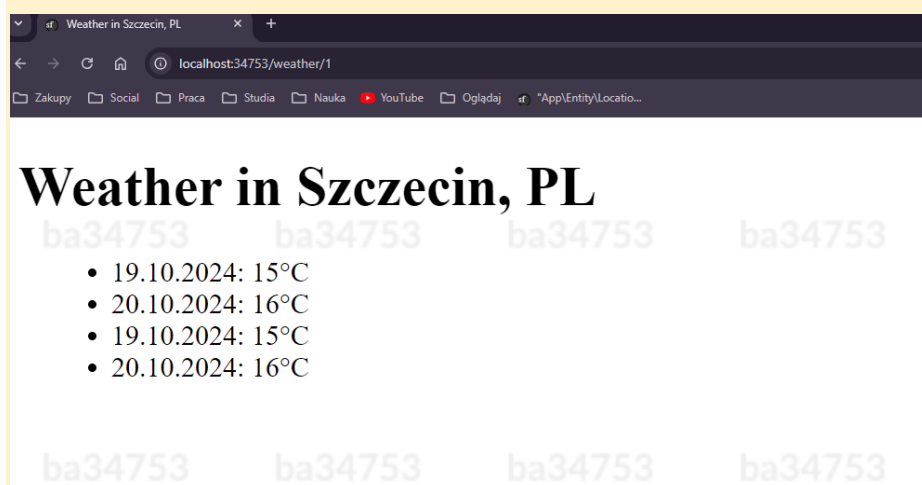 sf Weather in Szczecin, PL × +
localhost:34753/weather/1
Zakupy Social Praca Studia Nauka YouTube Oglądaj sf "App\Entity\Locatio...
Weather in Szczecin, PL
ba34753 ba34753 ba34753 ba34753
• 19.10.2024: 15°C
• 20.10.2024: 16°C
• 19.10.2024: 15°C
• 20.10.2024: 16°C
ba34753 ba34753 ba34753 ba34753